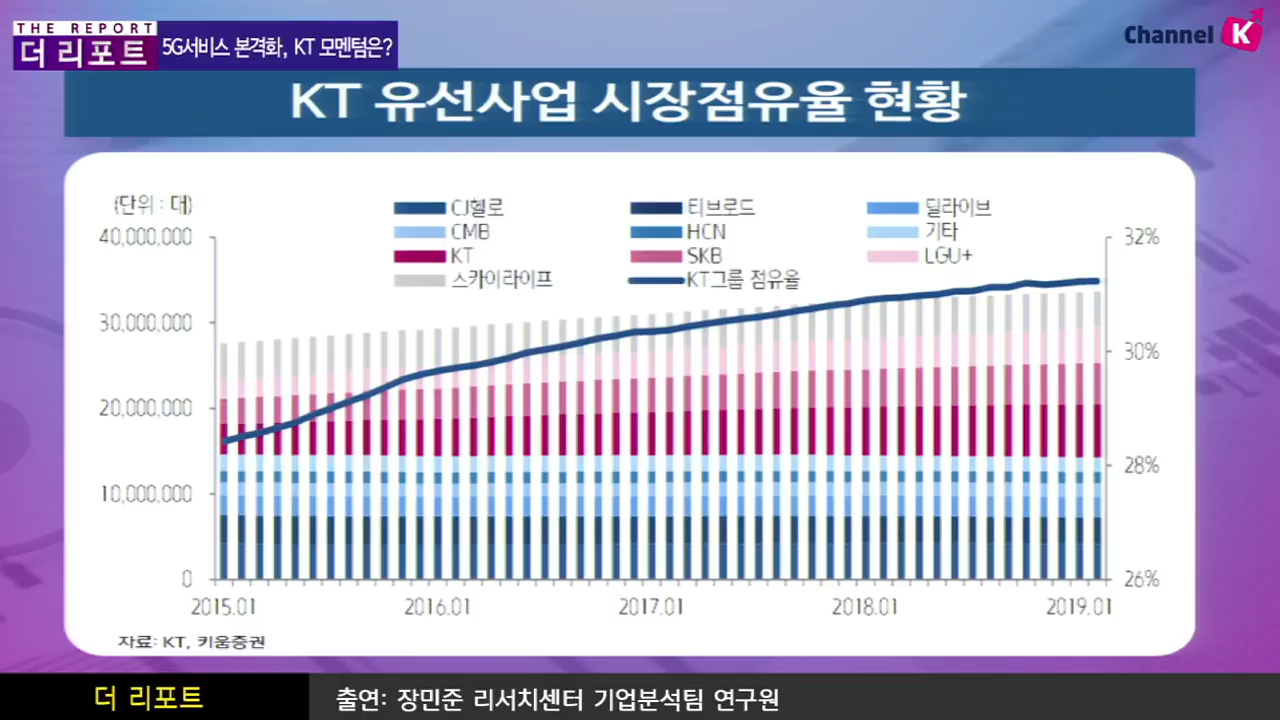 THE REPORT
더 리포트
5G서비스 본격화, KT 모멘텀은?
Channel K
KT 유선사업 시장점유율 현황
(단위 : 대)
CJ헬로
티브로드
딜라이브
CMB
HCN
기타
KT
SKB
LGU+
스카이라이프
KT그룹 점유율
40,000,000
30,000,000
20,000,000
10,000,000
0
32%
30%
28%
26%
2015.01
2016.01
2017.01
2018.01
2019.01
자료: KT, 키움증권
더 리포트
출연: 장민준 리서치센터 기업분석팀 연구원